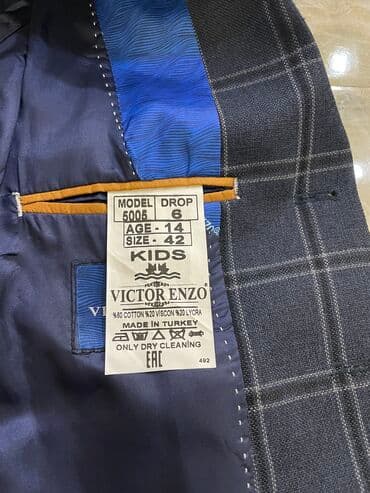 MODEL DROP
5005 6
AGE - 14
SIZE - 42
KIDS
VICTOR ENZO
%60 COTTON %20 VISCON %20 LYCRA
MADE IN TURKEY
ONLY DRY CLEANING
EAC
492